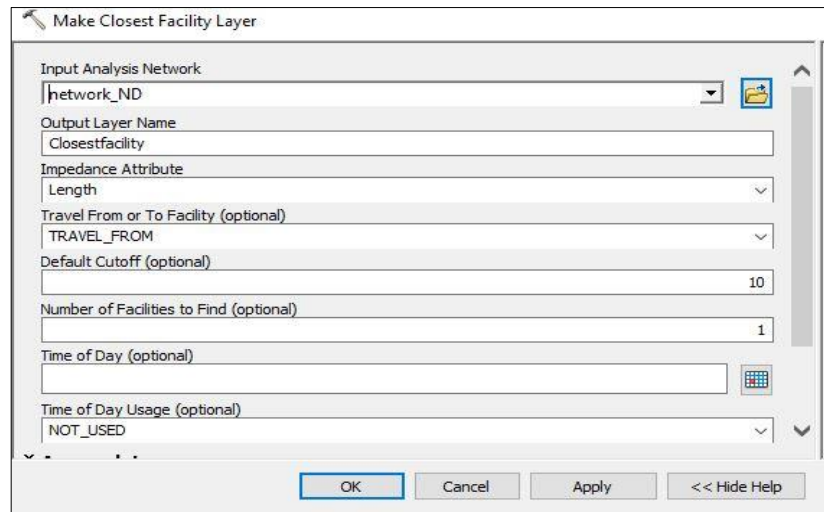 Make Closest Facility Layer
Input Analysis Network
network_ND
Output Layer Name
Closestfacility
Impedance Attribute
Length
Travel From or To Facility (optional)
TRAVEL_FROM
Default Cutoff (optional)
10
Number of Facilities to Find (optional)
1
Time of Day (optional)
Time of Day Usage (optional)
NOT_USED
OK Cancel Apply << Hide Help